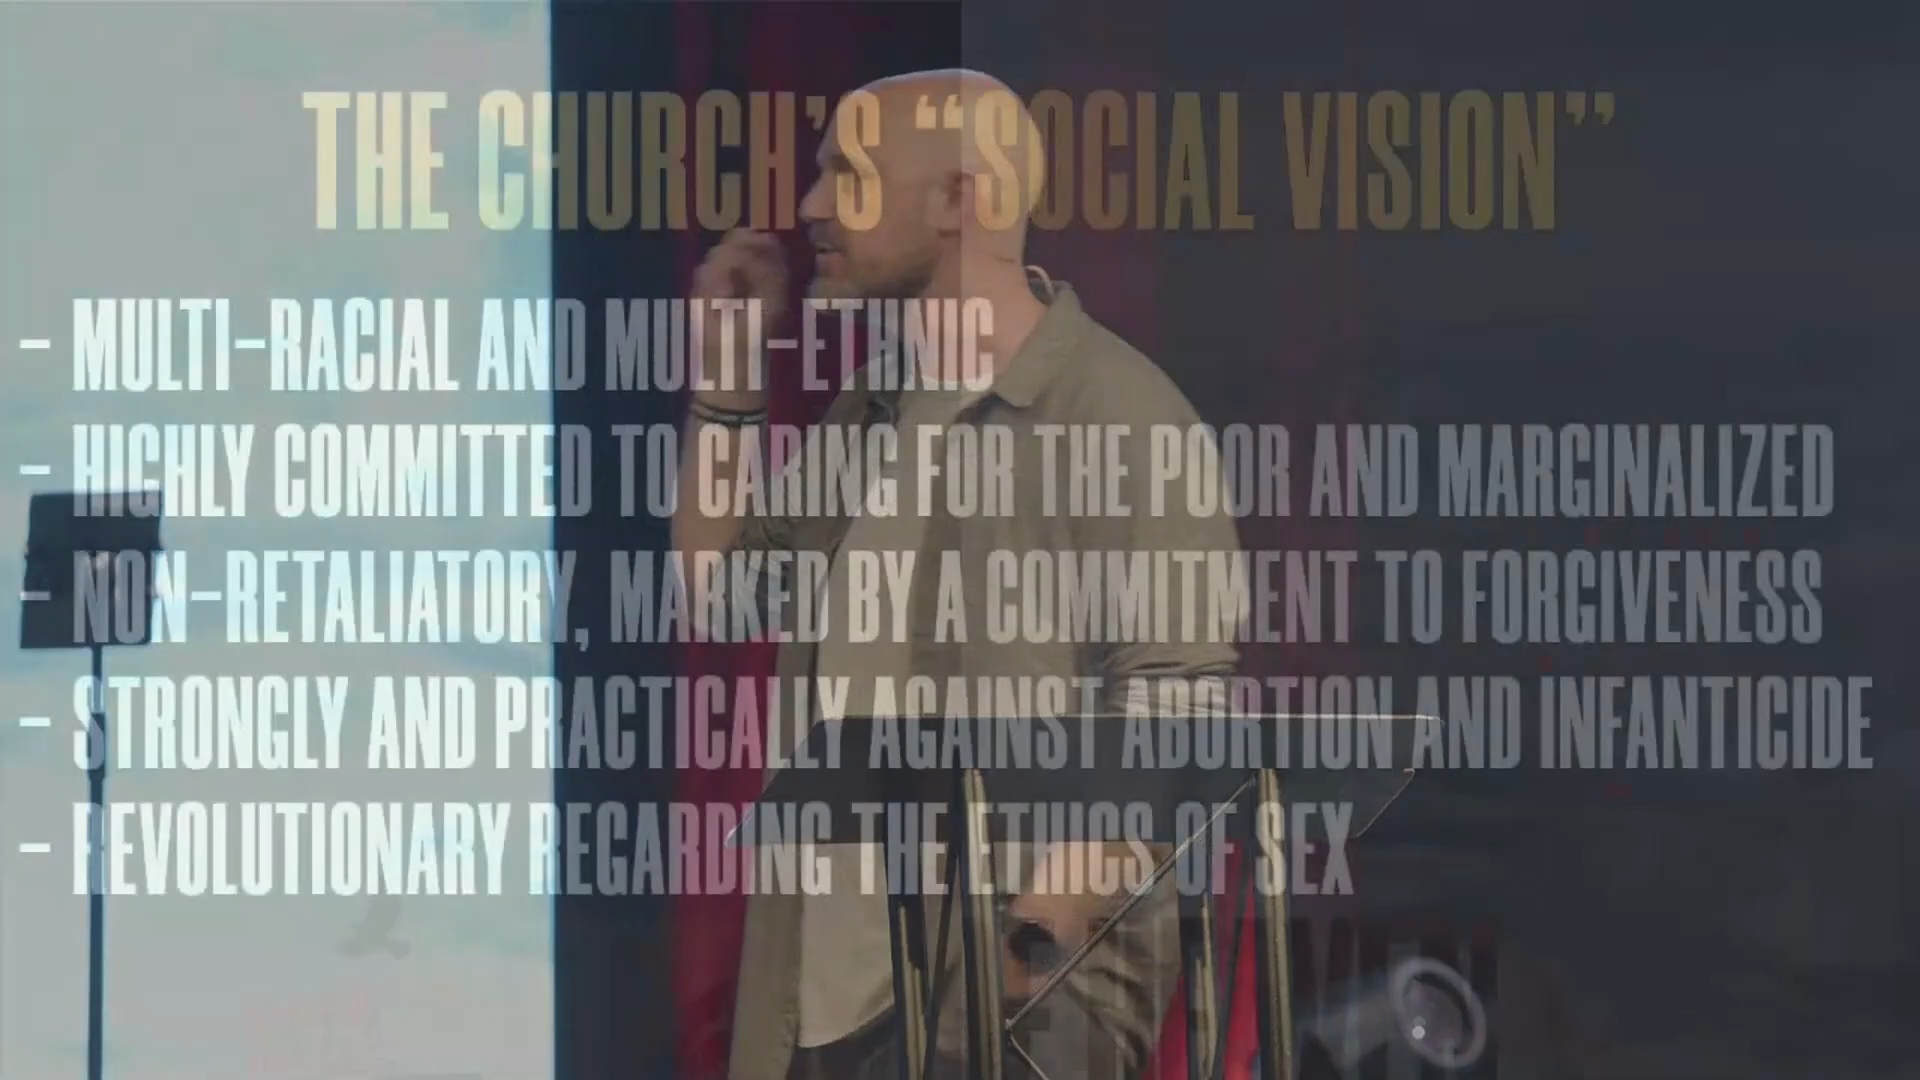 THE CHURCH'S “SOCIAL VISION”
- MULTI-RACIAL AND MULTI-ETHNIC
- HIGHLY COMMITTED TO CARING FOR THE POOR AND MARGINALIZED
- NON-RETALIATORY, MARKED BY A COMMITMENT TO FORGIVENESS
- STRONGLY AND PRACTICALLY AGAINST ABORTION AND INFANTICIDE
- REVOLUTIONARY REGARDING THE ETHICS OF SEX